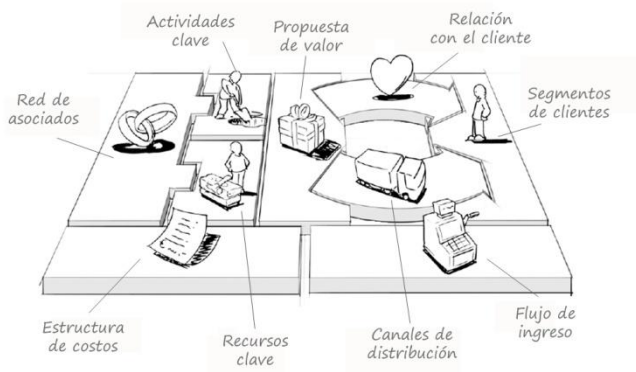 Actividades
clave
Propuesta
de valor
Relación
con el cliente
Red de
asociados
Segmentos
de clientes
Estructura
de costos
Recursos
clave
Canales de
distribución
Flujo de
ingreso